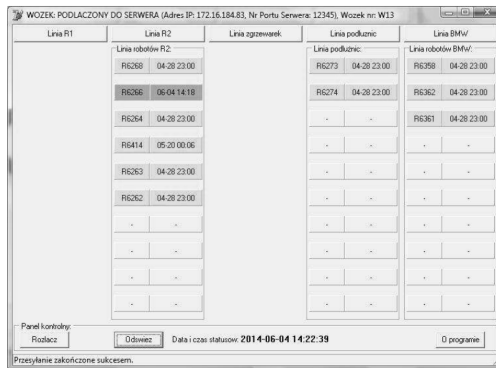 WOZEK: PODLACZONY DO SERWERA (Adres IP: 172.16.184.83, Nr Portu Serwera: 12345), Wozek nr: W13
Linia R1 Linia R2 Linia zgrzewarek Linia podłużnic Linia BMW
Linia robotów R2: Linia podłużnic: Linia robotów BMW:
R6268 04-28 23:00 R6273 04-28 23:00 R6358 04-28 23:00
R6266 06-04 14:18 R6274 04-28 23:00 R6362 04-28 23:00
R6264 04-28 23:00 - - R6361 04-28 23:00
R6414 05-20 00:06 - - - -
R6263 04-28 23:00 - - - -
R6262 04-28 23:00 - - - -
- - - - - -
- - - - - -
- - - - - -
- - - - - -
Panel kontrolny:
Rozlacz Odswiez Data i czas statusow: 2014-06-04 14:22:39 O programie
Przesyłanie zakończone sukcesem.